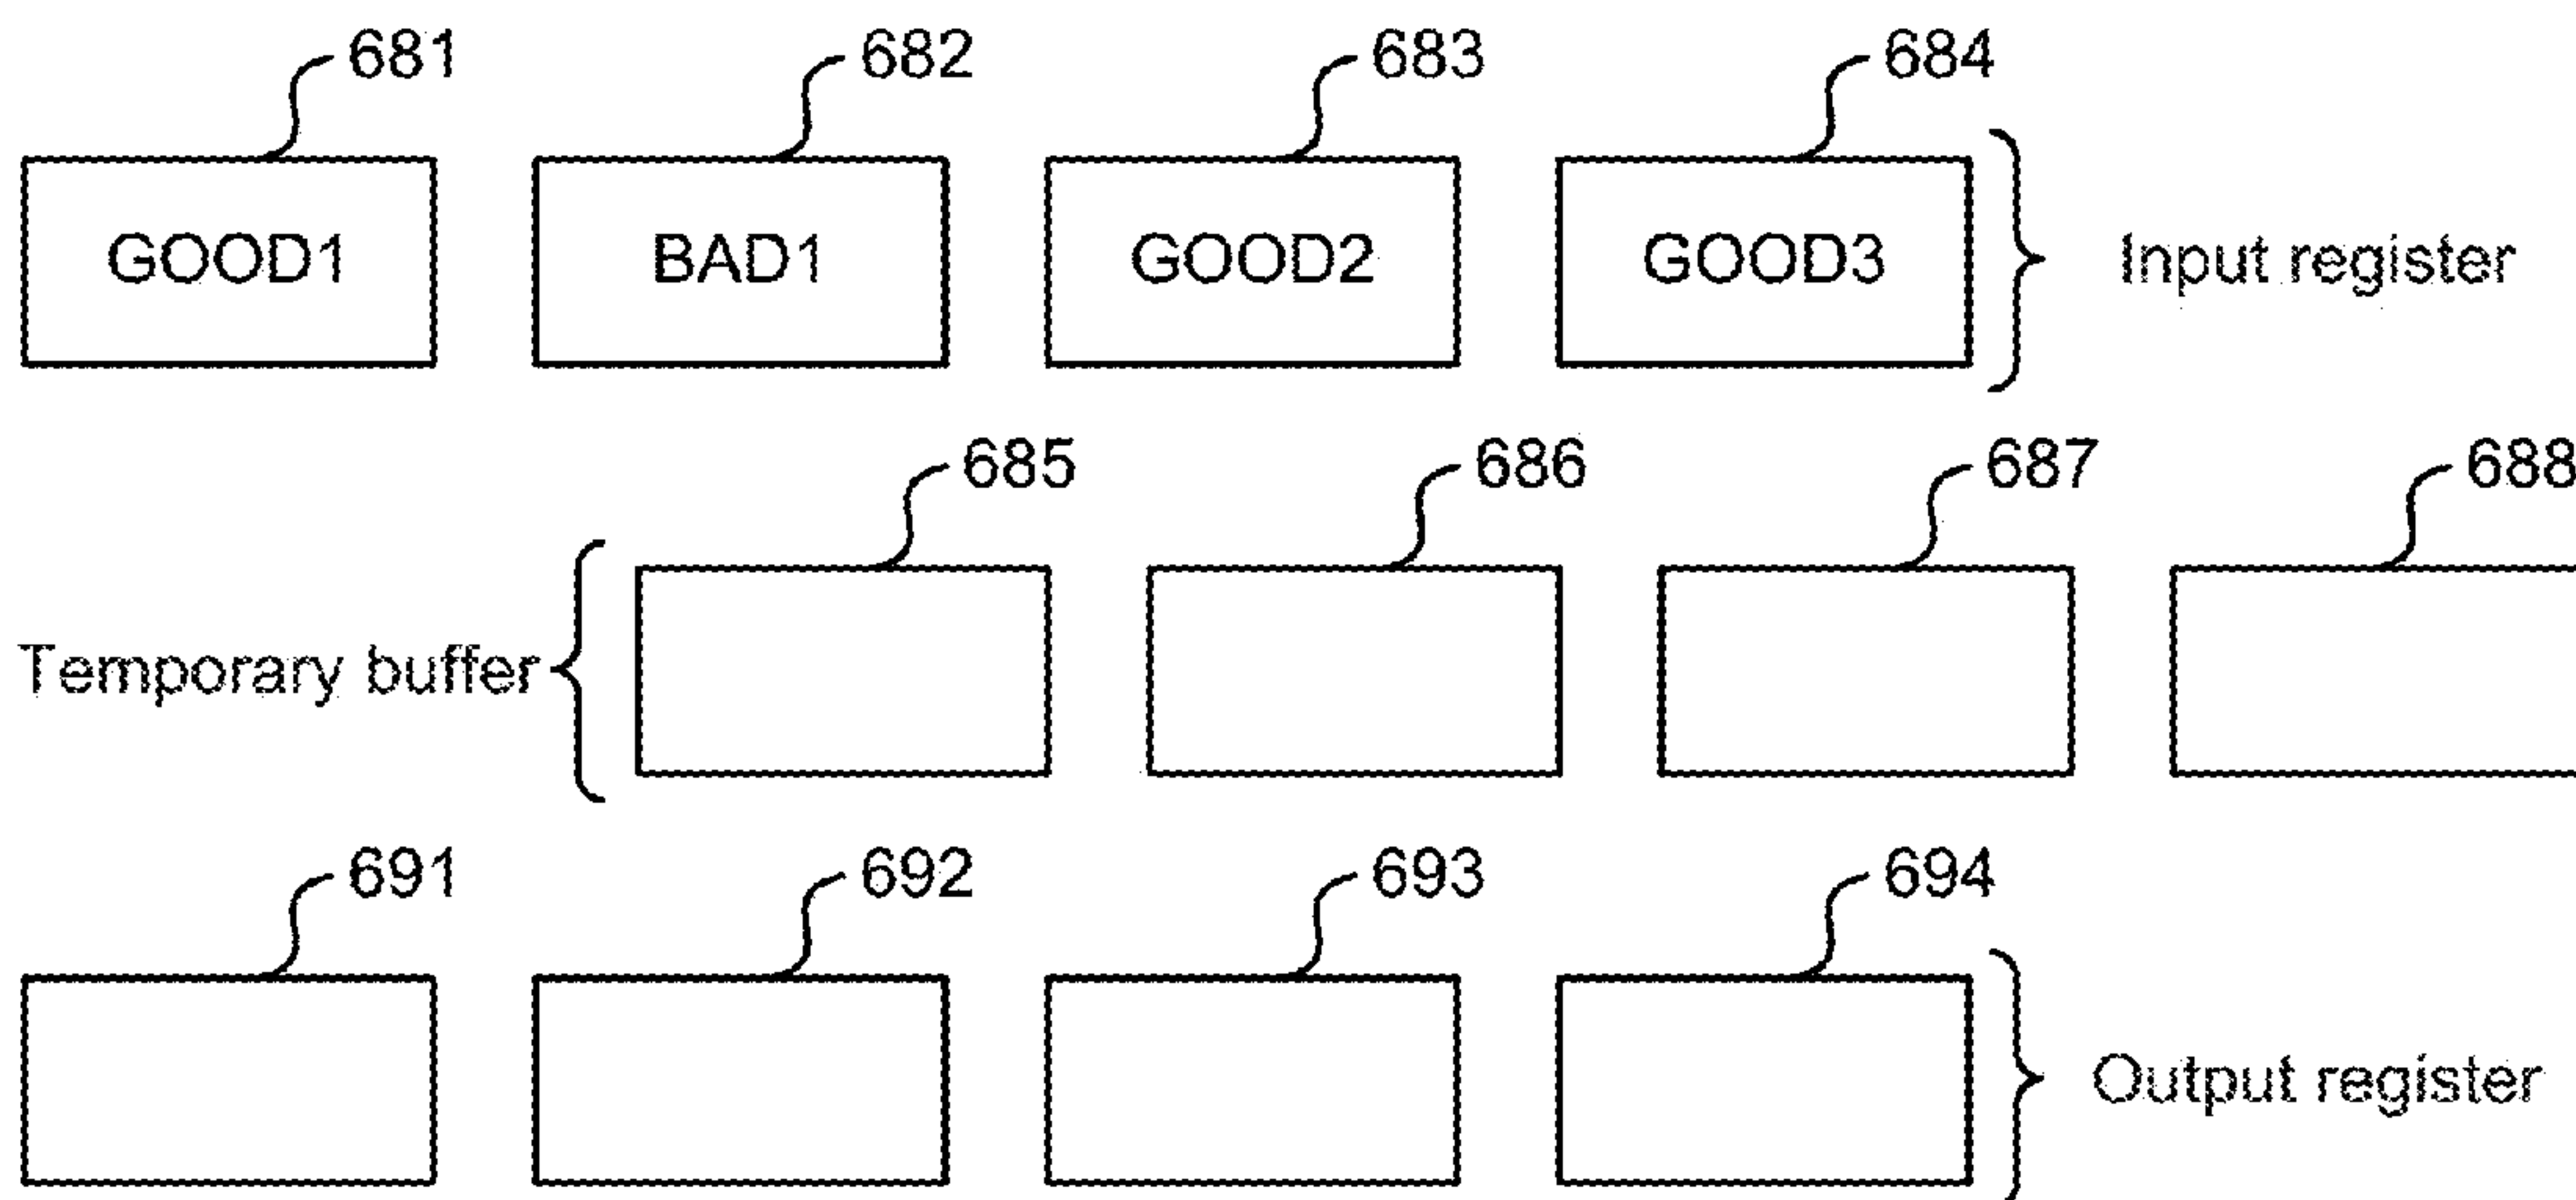 681 682 683 684
GOOD1 BAD1 GOOD2 GOOD3 Input register
685 686 687 688
Temporary buffer
691 692 693 694
Output register